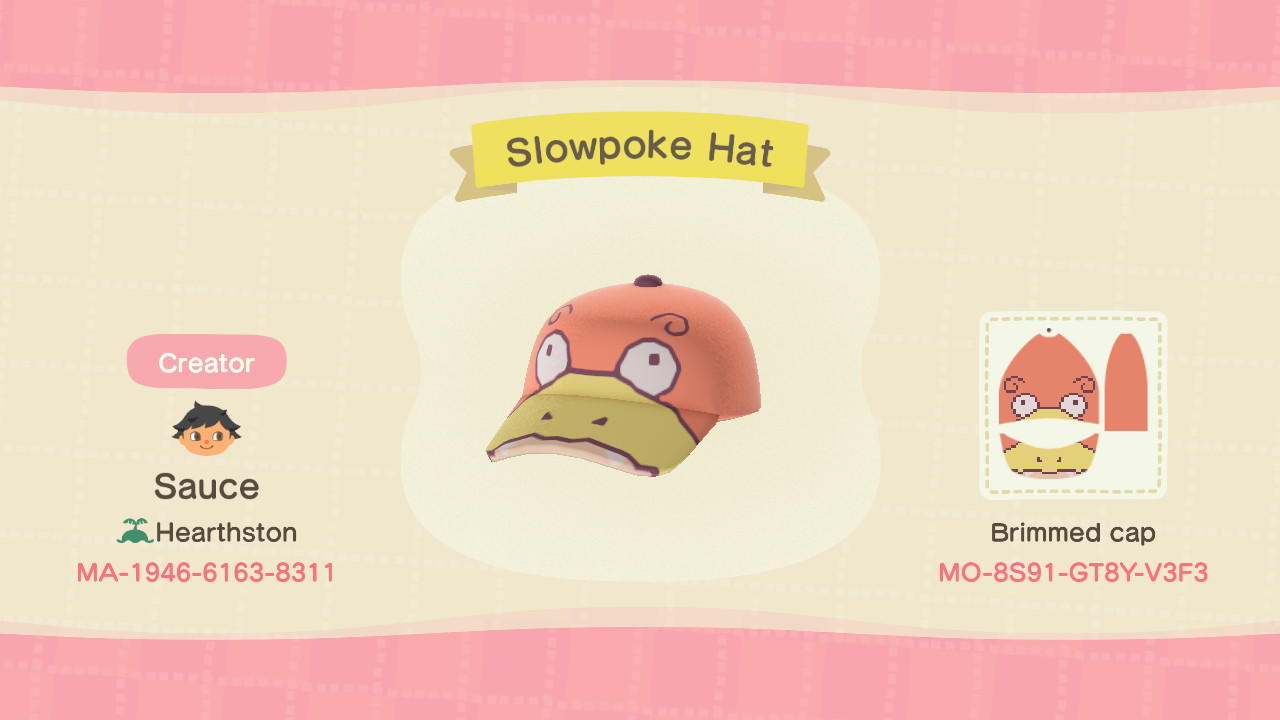 Slowpoke Hat
Creator
Sauce
Hearthston
MA-1946-6163-8311
Brimmed cap
MO-8S91-GT8Y-V3F3